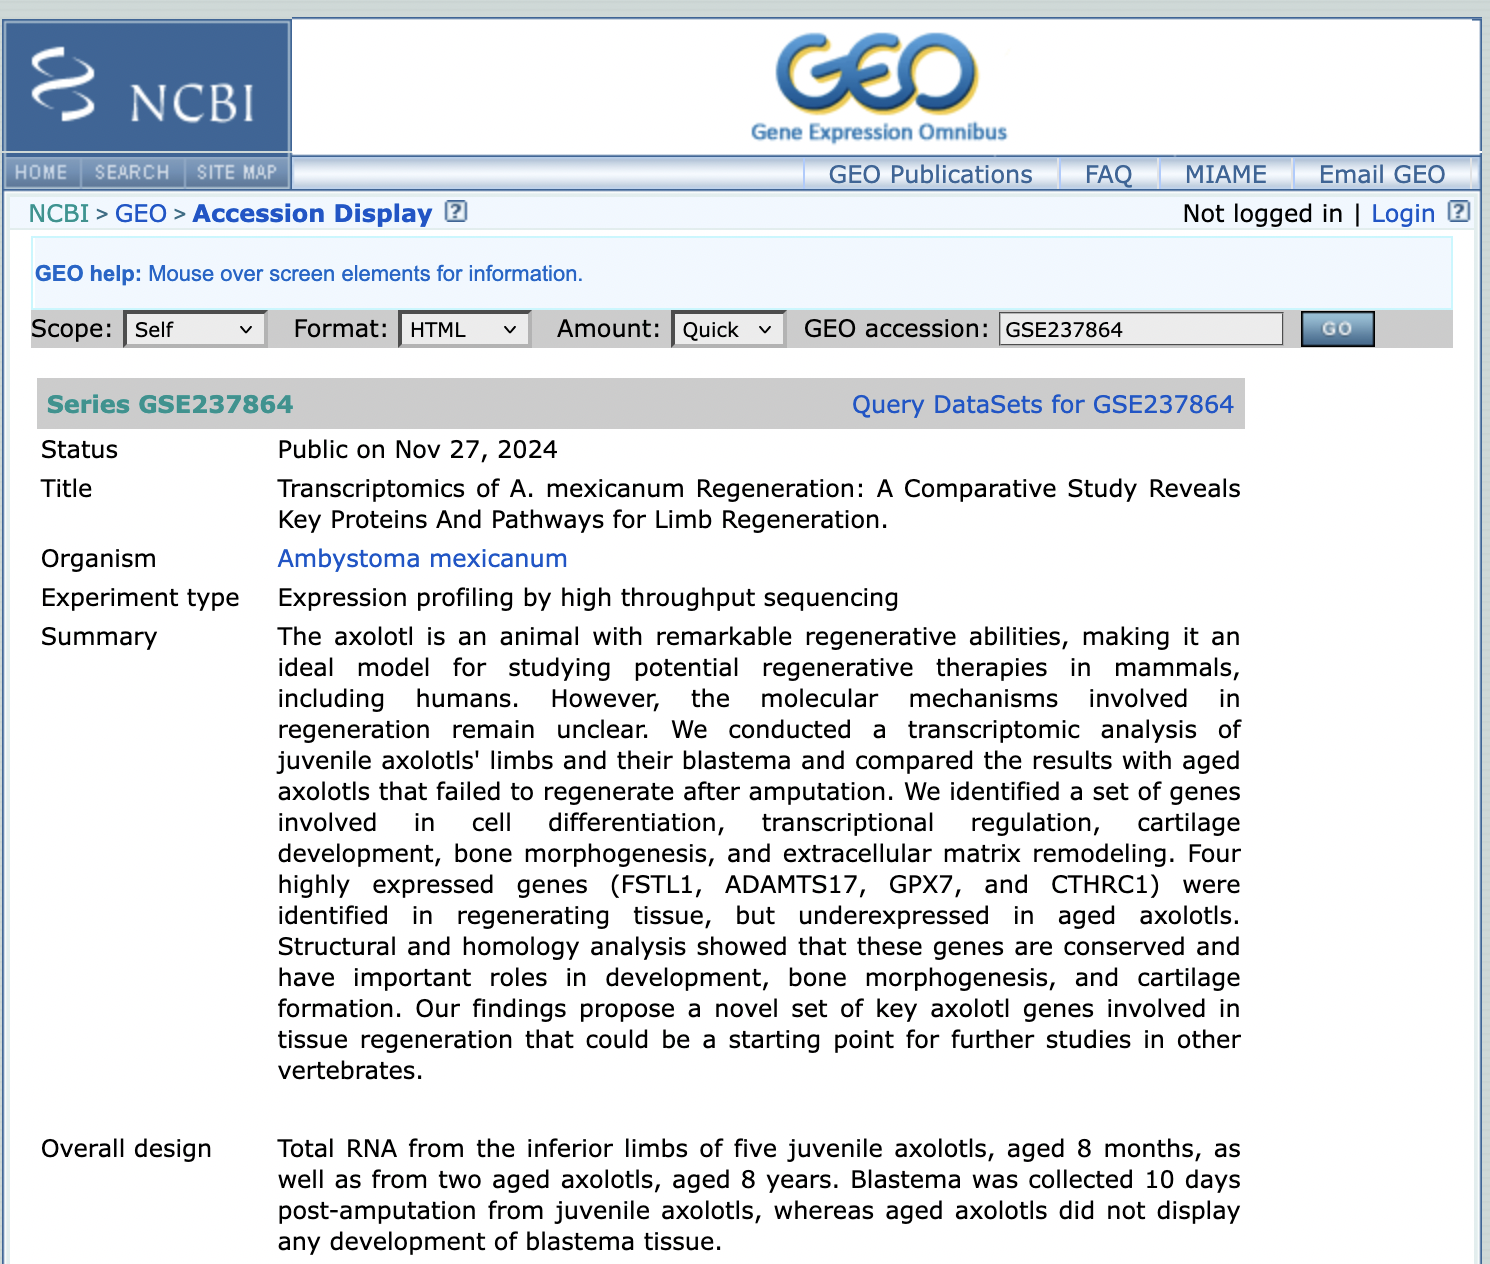 NCBI
GEO
Gene Expression Omnibus
HOME SEARCH SITE MAP
GEO Publications FAQ MIAME Email GEO
NCBI > GEO > Accession Display ?
Not logged in | Login ?
GEO help: Mouse over screen elements for information.
Scope: Self Format: HTML Amount: Quick GEO accession: GSE237864 GO
Series GSE237864 Query DataSets for GSE237864
Status Public on Nov 27, 2024
Title Transcriptomics of A. mexicanum Regeneration: A Comparative Study Reveals
Key Proteins And Pathways for Limb Regeneration.
Organism Ambystoma mexicanum
Experiment type Expression profiling by high throughput sequencing
Summary The axolotl is an animal with remarkable regenerative abilities, making it an
ideal model for studying potential regenerative therapies in mammals,
including humans. However, the molecular mechanisms involved in
regeneration remain unclear. We conducted a transcriptomic analysis of
juvenile axolotls' limbs and their blastema and compared the results with aged
axolotls that failed to regenerate after amputation. We identified a set of genes
involved in cell differentiation, transcriptional regulation, cartilage
development, bone morphogenesis, and extracellular matrix remodeling. Four
highly expressed genes (FSTL1, ADAMTS17, GPX7, and CTHRC1) were
identified in regenerating tissue, but underexpressed in aged axolotls.
Structural and homology analysis showed that these genes are conserved and
have important roles in development, bone morphogenesis, and cartilage
formation. Our findings propose a novel set of key axolotl genes involved in
tissue regeneration that could be a starting point for further studies in other
vertebrates.
Overall design Total RNA from the inferior limbs of five juvenile axolotls, aged 8 months, as
well as from two aged axolotls, aged 8 years. Blastema was collected 10 days
post-amputation from juvenile axolotls, whereas aged axolotls did not display
any development of blastema tissue.